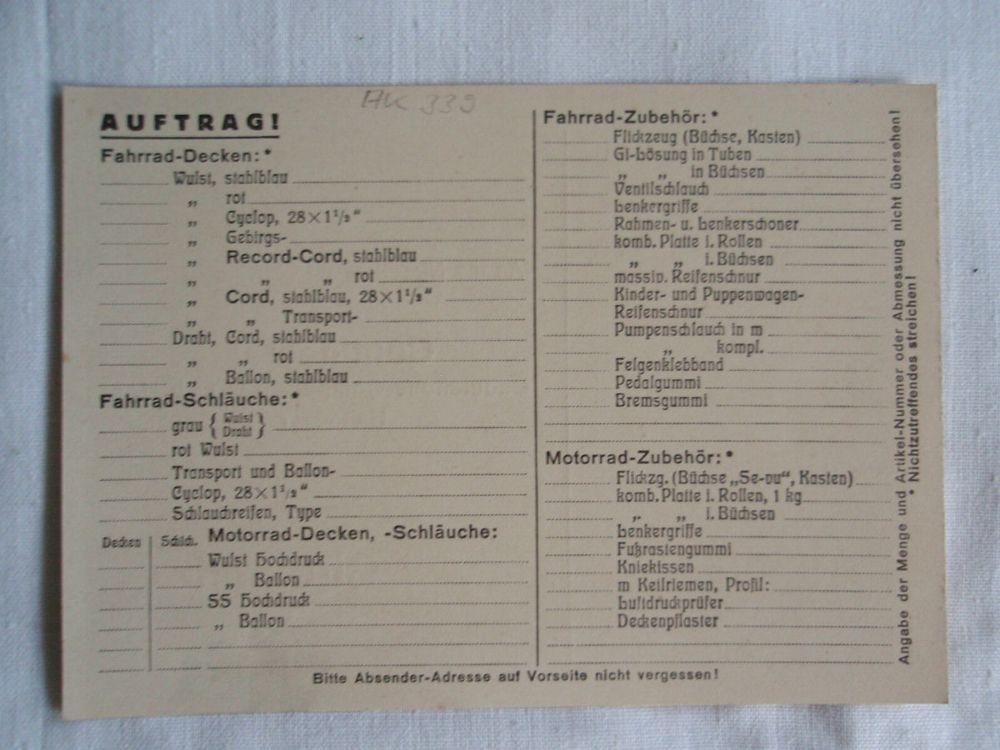 AK 339
AUFTRAG!
Fahrrad-Decken:*
Wulst, stahlblau
„ rot
„ Cyclop, 28×1½"
„ Gebirgs-
„ Record-Cord, stahlblau
„ „ „ rot
„ Cord, stahlblau, 28×1½"
„ „ Transport-
Draht, Cord, stahlblau
„ „ rot
„ Ballon, stahlblau
Fahrrad-Schläuche:*
grau { Wulst
Draht }
rot Wulst
Transport und Ballon-
Cyclop, 28×1½"
Schlauchreifen, Type
Decken Schlch. Motorrad-Decken, -Schläuche:
Wulst Hochdruck
„ Ballon
SS Hochdruck
„ Ballon
Fahrrad-Zubehör:*
Flickzeug (Büchse, Kasten)
GI-Lösung in Tuben
„ „ in Büchsen
Ventilschlauch
Lenkergriffe
Rahmen- u. Lenkerschoner
komb. Platte i. Rollen
„ „ i. Büchsen
massiv. Reifenschnur
Kinder- und Puppenwagen-
Reifenschnur
Pumpenschlauch in m
„ kompl.
Felgenklebband
Pedalgummi
Bremsgummi
Motorrad-Zubehör:*
Flickzg. (Büchse „Se-vu“, Kasten)
komb. Platte i. Rollen, 1 kg
„ „ i. Büchsen
Lenkergriffe
Fußrastengummi
Kniekissen
m Keilriemen, Profil:
Luftdruckprüfer
Deckenpflaster
Angabe der Menge und Artikel-Nummer oder Abmessung nicht übersehen!
* Nichtzutreffendes streichen!
Bitte Absender-Adresse auf Vorseite nicht vergessen!